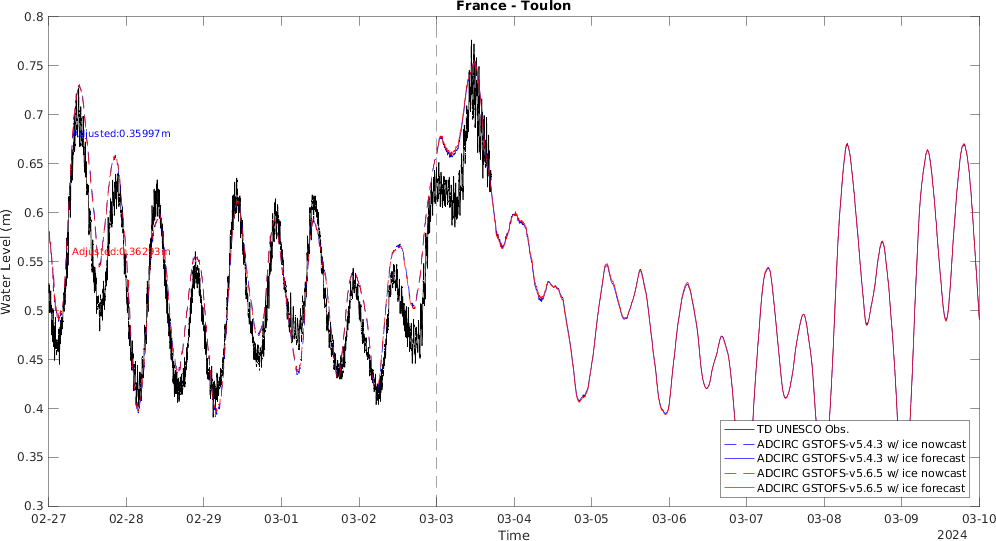 France - Toulon
0.8
0.75
0.7
0.65
0.6
0.55
0.5
0.45
0.4
0.35
0.3
Water Level (m)
Adjusted:0.35997m
Adjusted:0.36293m
TD UNESCO Obs.
ADCIRC GSTOFS-v5.4.3 w/ ice nowcast
ADCIRC GSTOFS-v5.4.3 w/ ice forecast
ADCIRC GSTOFS-v5.6.5 w/ ice nowcast
ADCIRC GSTOFS-v5.6.5 w/ ice forecast
02-27 02-28 02-29 03-01 03-02 03-03 03-04 03-05 03-06 03-07 03-08 03-09 03-10
Time
2024